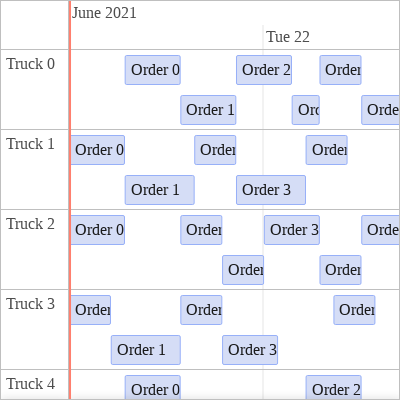 June 2021
Tue 22
Truck 0
Order 0
Order 2
Order
Order 1
Orde
Truck 1
Order 0
Order
Order
Order 1
Order 3
Truck 2
Order 0
Order
Order 3
Orde
Order
Order
Truck 3
Order
Order
Order
Order 1
Order 3
Truck 4
Order 0
Order 2